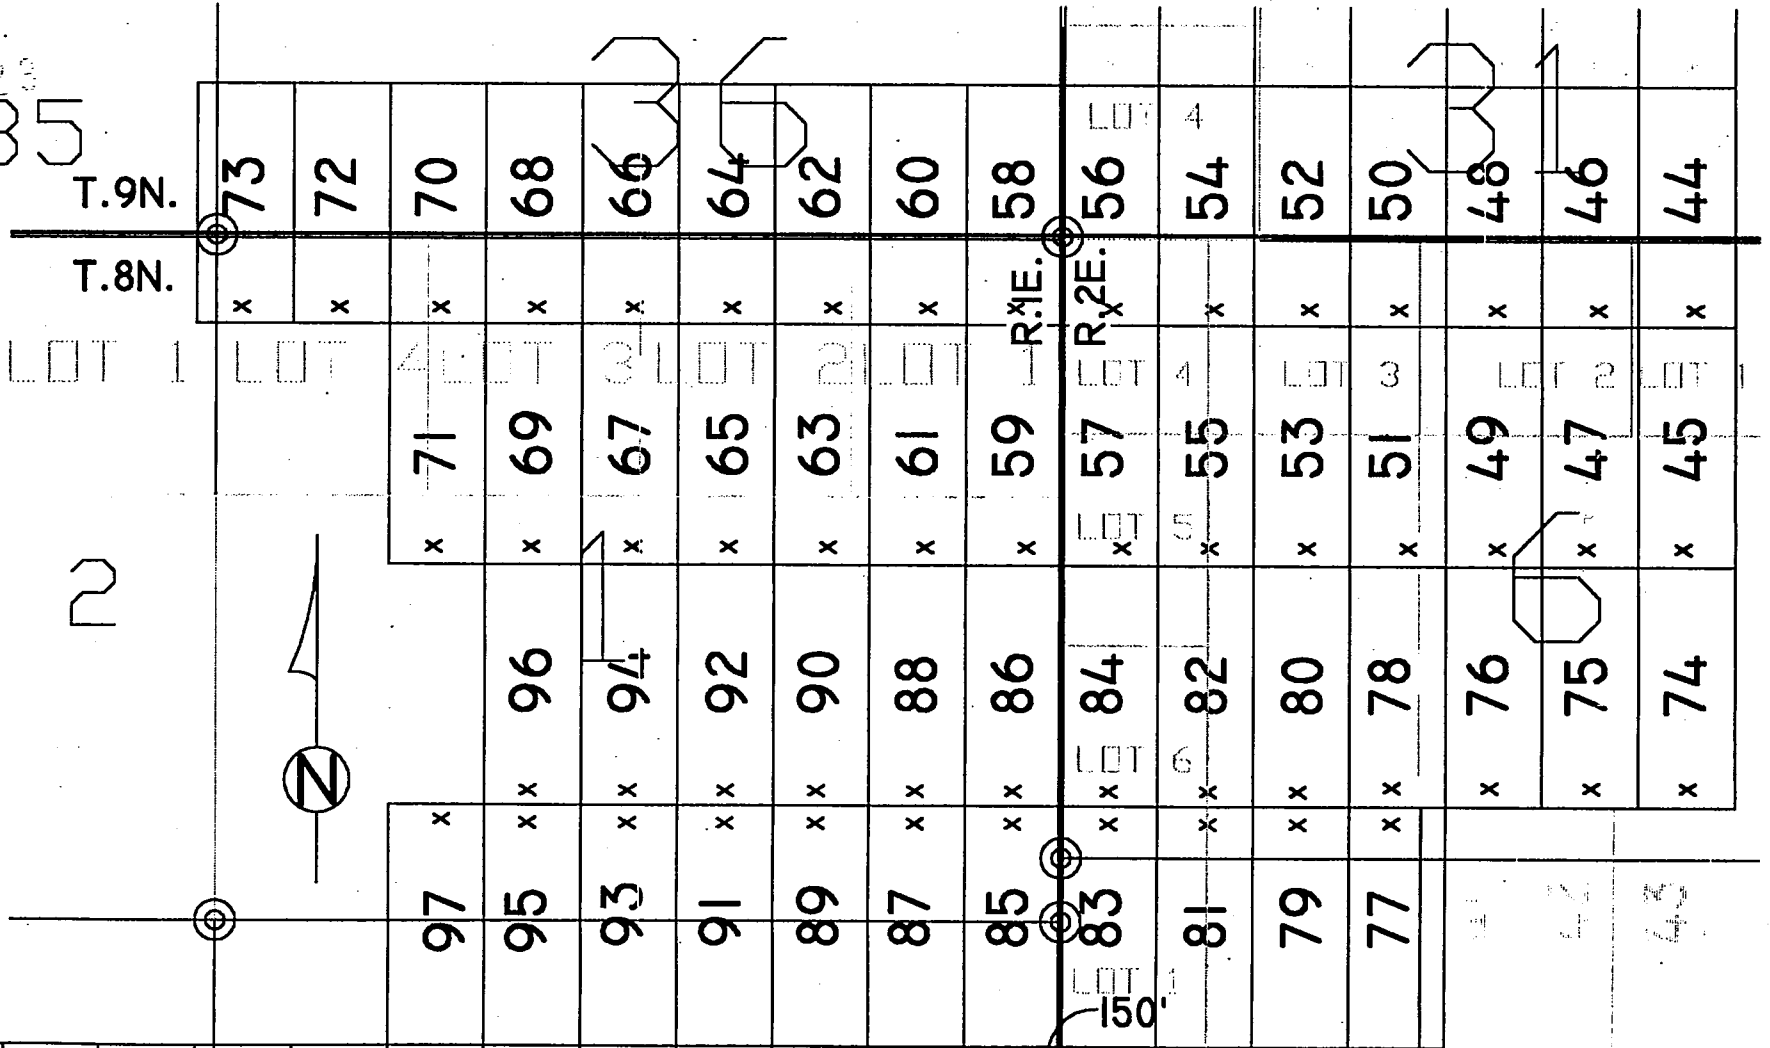 36 31
23
35
LOT 4
T.9N.
73 72 70 68 66 64 62 60 58 56 54 52 50 48 46 44
T.8N.
R.1E. R.2E.
x x x x x x x x x x x x x x x x
LOT 1 LOT 4 LOT 3 LOT 2 LOT 1 LOT 4 LOT 3 LOT 2 LOT 1
71 69 67 65 63 61 59 57 55 53 51 49 47 45
LOT 5
x x x x x x x x x x x x x x
2 1 6
96 94 92 90 88 86 84 82 80 78 76 75 74
LOT 6
N
x x x x x x x x x x x x x
x x x x x x x x x x x
97 95 93 91 89 87 85 83 81 79 77
43
LOT 1
150'